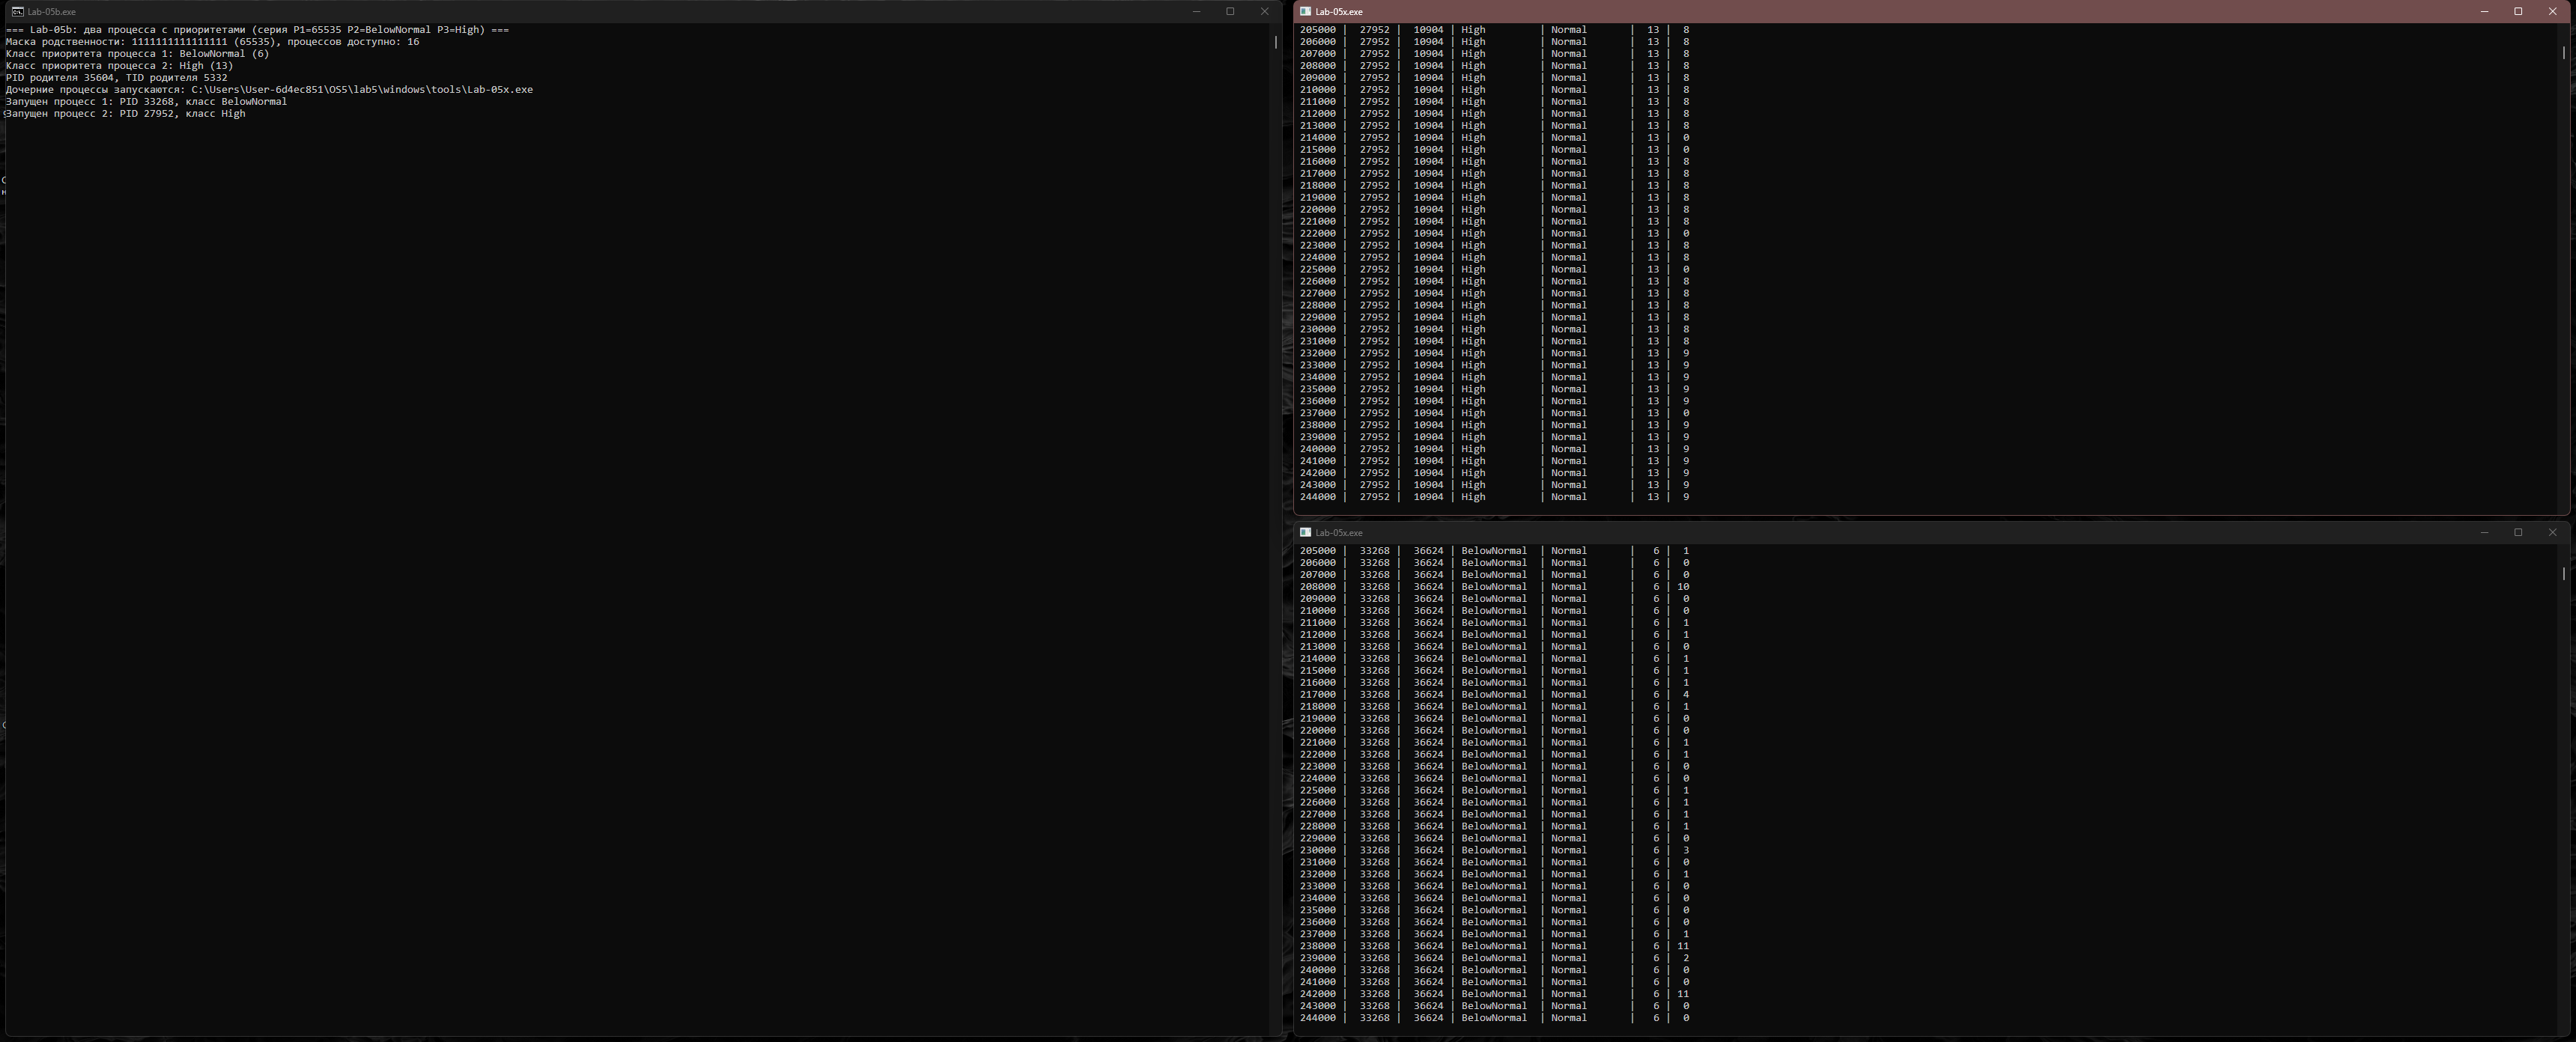 Lab-05b.exe
=== Lab-05b: два процесса с приоритетами (серия P1=65535 P2=BelowNormal P3=High) ===
Маска родственности: 1111111111111111 (65535), процессов доступно: 16
Класс приоритета процесса 1: BelowNormal (6)
Класс приоритета процесса 2: High (13)
PID родителя 35604, TID родителя 5332
Дочерние процессы запускаются: C:\Users\User-6d4ec851\OS5\lab5\windows\tools\Lab-05x.exe
Запущен процесс 1: PID 33268, класс BelowNormal
Запущен процесс 2: PID 27952, класс High
Lab-05x.exe
205000 | 27952 | 10904 | High | Normal | 13 | 8
206000 | 27952 | 10904 | High | Normal | 13 | 8
207000 | 27952 | 10904 | High | Normal | 13 | 8
208000 | 27952 | 10904 | High | Normal | 13 | 8
209000 | 27952 | 10904 | High | Normal | 13 | 8
210000 | 27952 | 10904 | High | Normal | 13 | 8
211000 | 27952 | 10904 | High | Normal | 13 | 8
212000 | 27952 | 10904 | High | Normal | 13 | 8
213000 | 27952 | 10904 | High | Normal | 13 | 8
214000 | 27952 | 10904 | High | Normal | 13 | 0
215000 | 27952 | 10904 | High | Normal | 13 | 0
216000 | 27952 | 10904 | High | Normal | 13 | 8
217000 | 27952 | 10904 | High | Normal | 13 | 8
218000 | 27952 | 10904 | High | Normal | 13 | 8
219000 | 27952 | 10904 | High | Normal | 13 | 8
220000 | 27952 | 10904 | High | Normal | 13 | 8
221000 | 27952 | 10904 | High | Normal | 13 | 8
222000 | 27952 | 10904 | High | Normal | 13 | 0
223000 | 27952 | 10904 | High | Normal | 13 | 8
224000 | 27952 | 10904 | High | Normal | 13 | 8
225000 | 27952 | 10904 | High | Normal | 13 | 0
226000 | 27952 | 10904 | High | Normal | 13 | 8
227000 | 27952 | 10904 | High | Normal | 13 | 8
228000 | 27952 | 10904 | High | Normal | 13 | 8
229000 | 27952 | 10904 | High | Normal | 13 | 8
230000 | 27952 | 10904 | High | Normal | 13 | 8
231000 | 27952 | 10904 | High | Normal | 13 | 8
232000 | 27952 | 10904 | High | Normal | 13 | 9
233000 | 27952 | 10904 | High | Normal | 13 | 9
234000 | 27952 | 10904 | High | Normal | 13 | 9
235000 | 27952 | 10904 | High | Normal | 13 | 9
236000 | 27952 | 10904 | High | Normal | 13 | 9
237000 | 27952 | 10904 | High | Normal | 13 | 0
238000 | 27952 | 10904 | High | Normal | 13 | 9
239000 | 27952 | 10904 | High | Normal | 13 | 9
240000 | 27952 | 10904 | High | Normal | 13 | 9
241000 | 27952 | 10904 | High | Normal | 13 | 9
242000 | 27952 | 10904 | High | Normal | 13 | 9
243000 | 27952 | 10904 | High | Normal | 13 | 9
244000 | 27952 | 10904 | High | Normal | 13 | 9
Lab-05x.exe
205000 | 33268 | 36624 | BelowNormal | Normal | 6 | 1
206000 | 33268 | 36624 | BelowNormal | Normal | 6 | 0
207000 | 33268 | 36624 | BelowNormal | Normal | 6 | 0
208000 | 33268 | 36624 | BelowNormal | Normal | 6 | 10
209000 | 33268 | 36624 | BelowNormal | Normal | 6 | 0
210000 | 33268 | 36624 | BelowNormal | Normal | 6 | 0
211000 | 33268 | 36624 | BelowNormal | Normal | 6 | 1
212000 | 33268 | 36624 | BelowNormal | Normal | 6 | 1
213000 | 33268 | 36624 | BelowNormal | Normal | 6 | 0
214000 | 33268 | 36624 | BelowNormal | Normal | 6 | 1
215000 | 33268 | 36624 | BelowNormal | Normal | 6 | 1
216000 | 33268 | 36624 | BelowNormal | Normal | 6 | 1
217000 | 33268 | 36624 | BelowNormal | Normal | 6 | 4
218000 | 33268 | 36624 | BelowNormal | Normal | 6 | 1
219000 | 33268 | 36624 | BelowNormal | Normal | 6 | 0
220000 | 33268 | 36624 | BelowNormal | Normal | 6 | 0
221000 | 33268 | 36624 | BelowNormal | Normal | 6 | 1
222000 | 33268 | 36624 | BelowNormal | Normal | 6 | 1
223000 | 33268 | 36624 | BelowNormal | Normal | 6 | 0
224000 | 33268 | 36624 | BelowNormal | Normal | 6 | 0
225000 | 33268 | 36624 | BelowNormal | Normal | 6 | 1
226000 | 33268 | 36624 | BelowNormal | Normal | 6 | 1
227000 | 33268 | 36624 | BelowNormal | Normal | 6 | 1
228000 | 33268 | 36624 | BelowNormal | Normal | 6 | 1
229000 | 33268 | 36624 | BelowNormal | Normal | 6 | 0
230000 | 33268 | 36624 | BelowNormal | Normal | 6 | 3
231000 | 33268 | 36624 | BelowNormal | Normal | 6 | 0
232000 | 33268 | 36624 | BelowNormal | Normal | 6 | 1
233000 | 33268 | 36624 | BelowNormal | Normal | 6 | 0
234000 | 33268 | 36624 | BelowNormal | Normal | 6 | 0
235000 | 33268 | 36624 | BelowNormal | Normal | 6 | 0
236000 | 33268 | 36624 | BelowNormal | Normal | 6 | 0
237000 | 33268 | 36624 | BelowNormal | Normal | 6 | 1
238000 | 33268 | 36624 | BelowNormal | Normal | 6 | 11
239000 | 33268 | 36624 | BelowNormal | Normal | 6 | 2
240000 | 33268 | 36624 | BelowNormal | Normal | 6 | 0
241000 | 33268 | 36624 | BelowNormal | Normal | 6 | 0
242000 | 33268 | 36624 | BelowNormal | Normal | 6 | 11
243000 | 33268 | 36624 | BelowNormal | Normal | 6 | 0
244000 | 33268 | 36624 | BelowNormal | Normal | 6 | 0